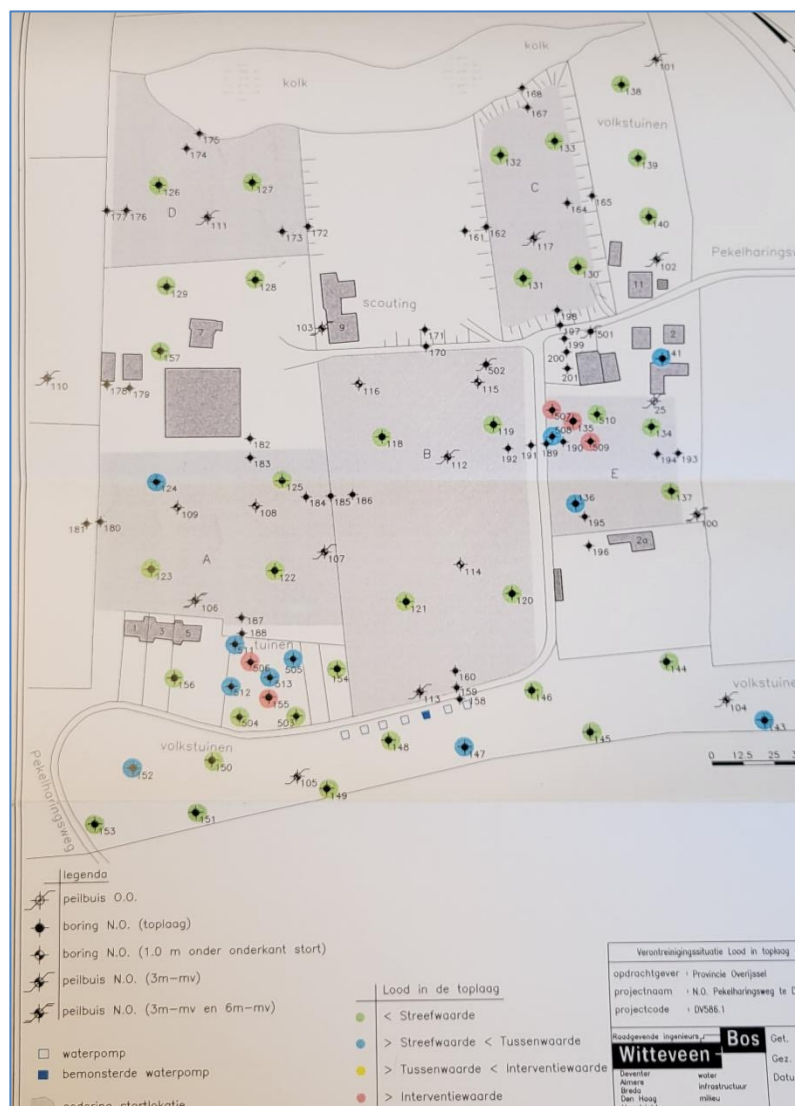 kolk
kolk
101
138
168
167
volkstuinen
175
174
133
132
139
127
126
C
164
165
140
177
176
D
111
173
172
161
162
117
102
Pekelharingsw
130
131
128
129
11
scouting
198
103
9
171
197
501
7
199
2
157
170
200
141
502
201
110
178
179
116
115
25
507
135
510
119
134
118
508
509
182
B
112
192
191
189
190
194
193
183
E
124
125
137
184
185
186
136
109
108
195
100
181
180
107
196
2a
A
114
123
122
106
121
120
187
1
3
5
188
511
tuinen
506
505
154
144
156
512
513
160
volkstuine
155
113
159
146
104
504
503
158
143
148
147
145
volkstuinen
150
152
105
0 12.5 25
149
151
153
Pekelharingsweg
legenda
peilbuis O.O.
boring N.O. (toplaag)
boring N.O. (1.0 m onder onderkant stort)
peilbuis N.O. (3m-mv)
peilbuis N.O. (3m-mv en 6m-mv)
waterpomp
bemonsterde waterpomp
Lood in de toplaag
< Streefwaarde
> Streefwaarde < Tussenwaarde
> Tussenwaarde < Interventiewaarde
> Interventiewaarde
Verontreinigingssituatie Lood in toplaag
opdrachtgever : Provincie Overijssel
projectnaam : N.O. Pekelharingsweg te D
projectcode : DV586.1
Raadgevende ingenieurs
Witteveen+Bos
Get.
Gez.
Datu
Deventer water
Almere infrastructuur
Breda milieu
Den Haag